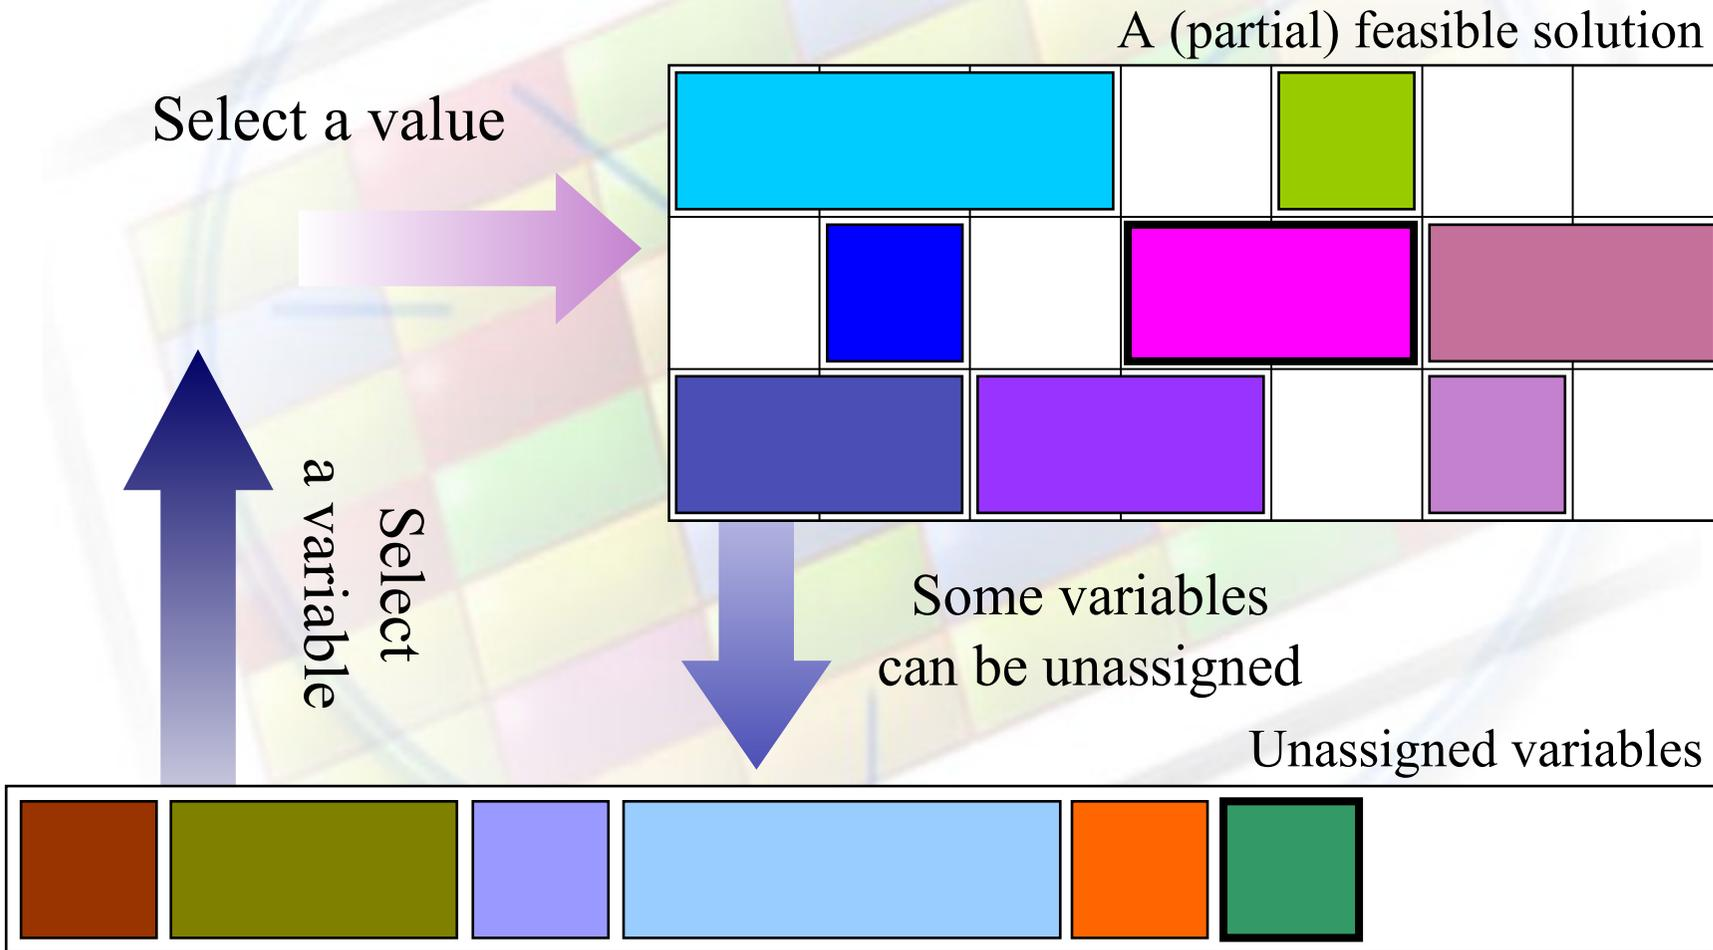 A (partial) feasible solution
Select a value
Select
a variable
Some variables
can be unassigned
Unassigned variables